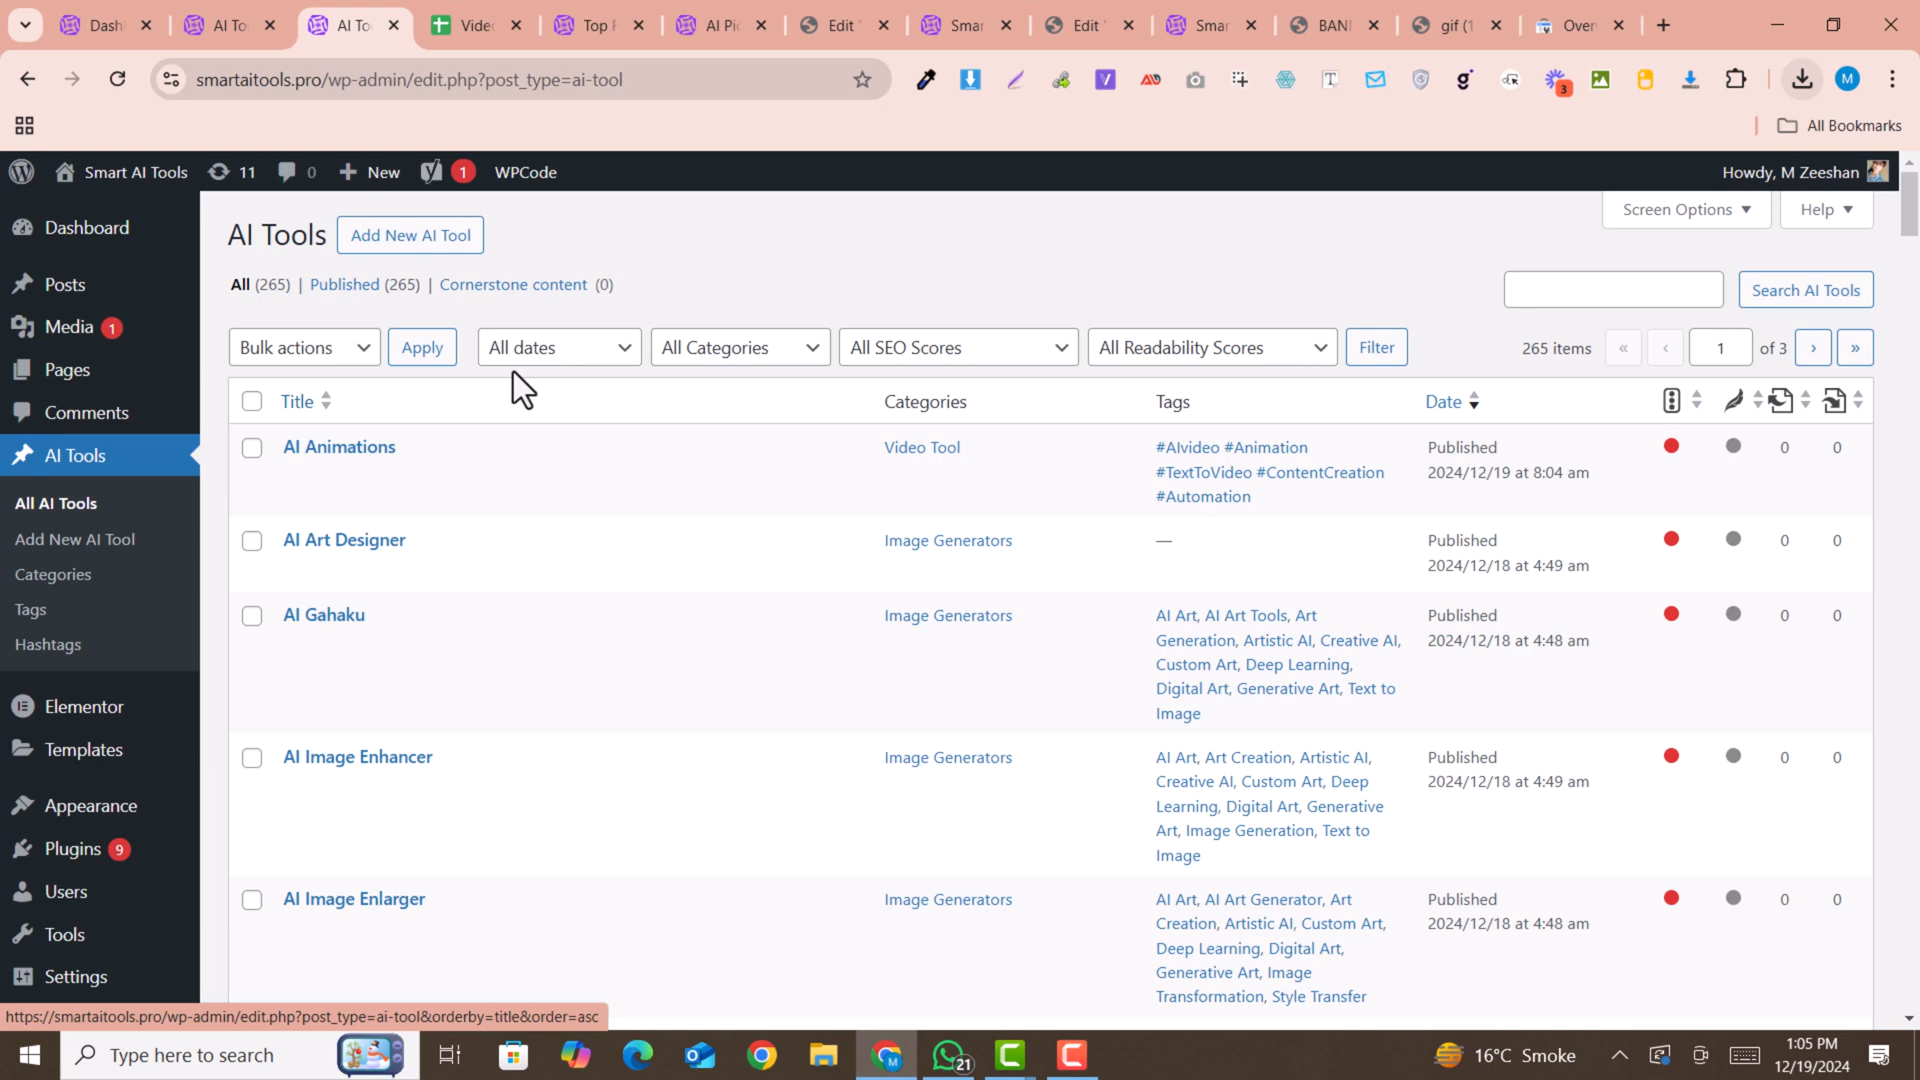 Dash
AI To
AI To
Vide
Top F
AI Pi
Edit '
Smar
Edit '
Smar
BANI
gif (1
Over
smartaitools.pro/wp-admin/edit.php?post_type=ai-tool
3
M
All Bookmarks
Smart AI Tools
11
0
New
1
WPCode
Howdy, M Zeeshan
Dashboard
Posts
Media 1
Pages
Comments
AI Tools
All AI Tools
Add New AI Tool
Categories
Tags
Hashtags
Elementor
Templates
Appearance
Plugins 9
Users
Tools
Settings
AI Tools
Add New AI Tool
Screen Options
Help
All (265) | Published (265) | Cornerstone content (0)
Search AI Tools
Bulk actions
Apply
All dates
All Categories
All SEO Scores
All Readability Scores
Filter
265 items « ‹ 1 of 3 › »
Title
Categories
Tags
Date
AI Animations
Video Tool
#AIvideo #Animation
#TextToVideo #ContentCreation
#Automation
Published
2024/12/19 at 8:04 am
0
0
AI Art Designer
Image Generators
—
Published
2024/12/18 at 4:49 am
0
0
AI Gahaku
Image Generators
AI Art, AI Art Tools, Art
Generation, Artistic AI, Creative AI,
Custom Art, Deep Learning,
Digital Art, Generative Art, Text to
Image
Published
2024/12/18 at 4:48 am
0
0
AI Image Enhancer
Image Generators
AI Art, Art Creation, Artistic AI,
Creative AI, Custom Art, Deep
Learning, Digital Art, Generative
Art, Image Generation, Text to
Image
Published
2024/12/18 at 4:49 am
0
0
AI Image Enlarger
Image Generators
AI Art, AI Art Generator, Art
Creation, Artistic AI, Custom Art,
Deep Learning, Digital Art,
Generative Art, Image
Transformation, Style Transfer
Published
2024/12/18 at 4:48 am
0
0
https://smartaitools.pro/wp-admin/edit.php?post_type=ai-tool&orderby=title&order=asc
Type here to search
21
16°C Smoke
1:05 PM
12/19/2024